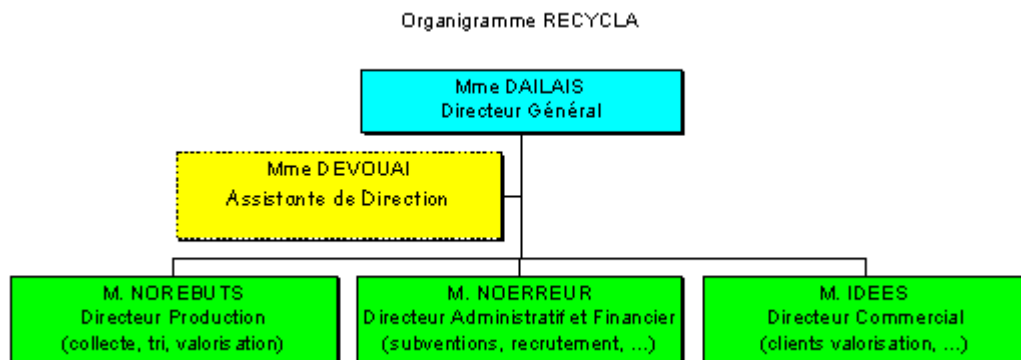 Organigramme RECYCLA
Mme DAILAIS
Directeur Général
Mme DEVOUAI
Assistante de Direction
M. NOREBUTS
Directeur Production
(collecte, tri, valorisation)
M. NOERREUR
Directeur Administratif et Financier
(subventions, recrutement, ...)
M. IDEES
Directeur Commercial
(clients valorisation, ...)